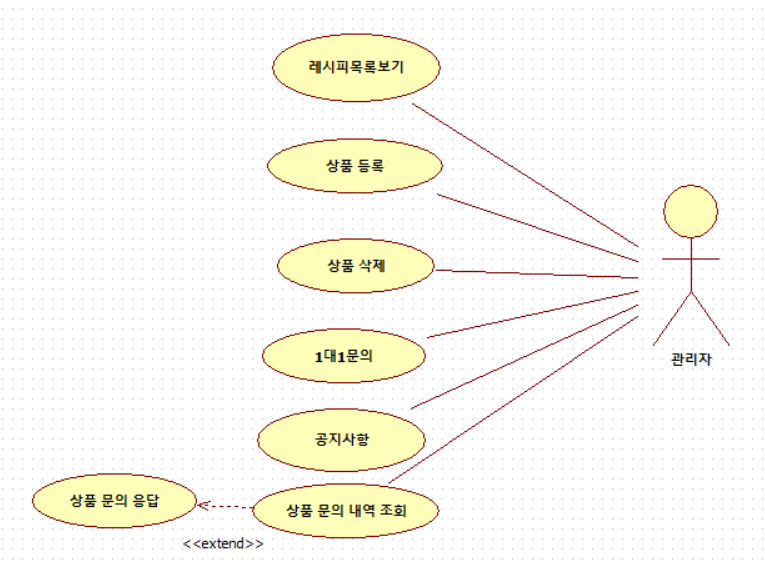 레시피목록보기
상품 등록
상품 삭제
1대1문의
관리자
공지사항
상품 문의 응답
상품 문의 내역 조회
<<extend>>